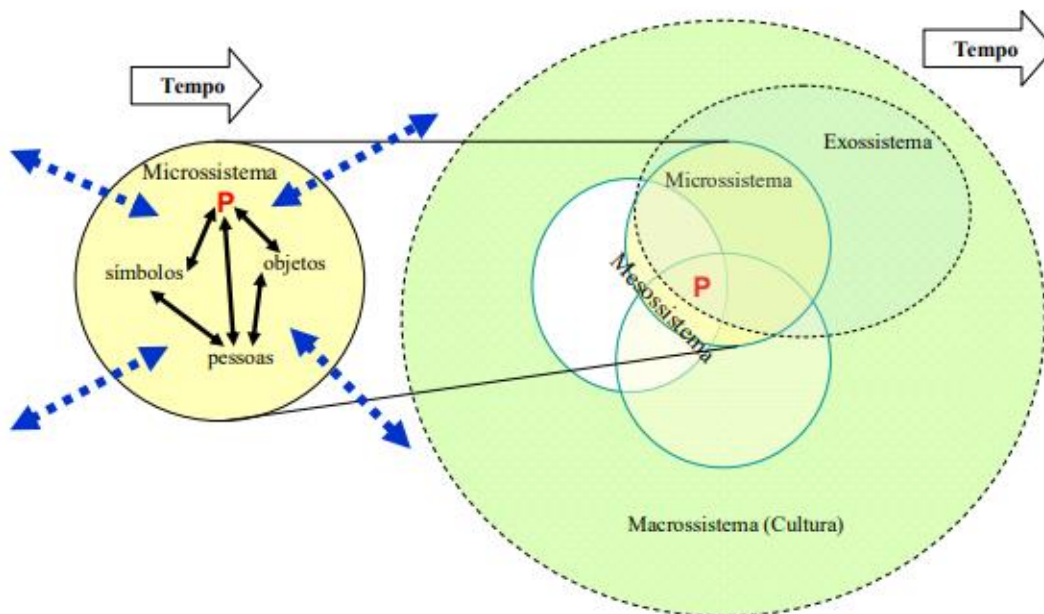 Tempo
Tempo
Exossistema
Microssistema
P
símbolos
objetos
pessoas
Microssistema
P
Mesossistema
Macrossistema (Cultura)